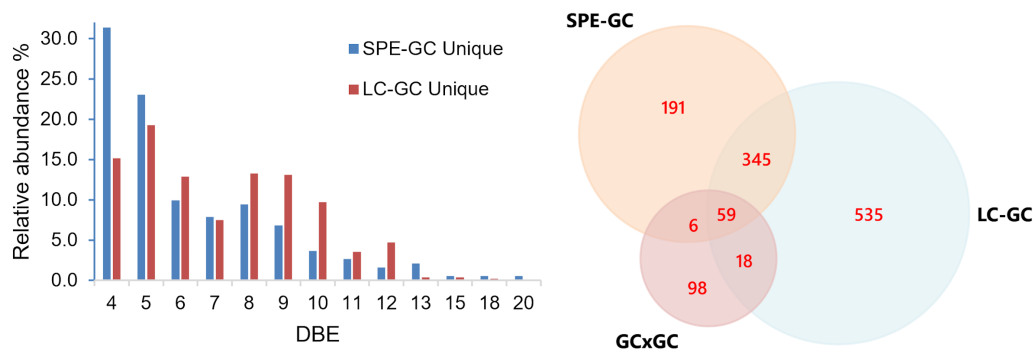 Relative abundance %
30.0
25.0
20.0
15.0
10.0
5.0
0.0
SPE-GC Unique
LC-GC Unique
4 5 6 7 8 9 10 11 12 13 15 18 20
DBE
SPE-GC
191
345
59
6
535
LC-GC
18
98
GCxGC